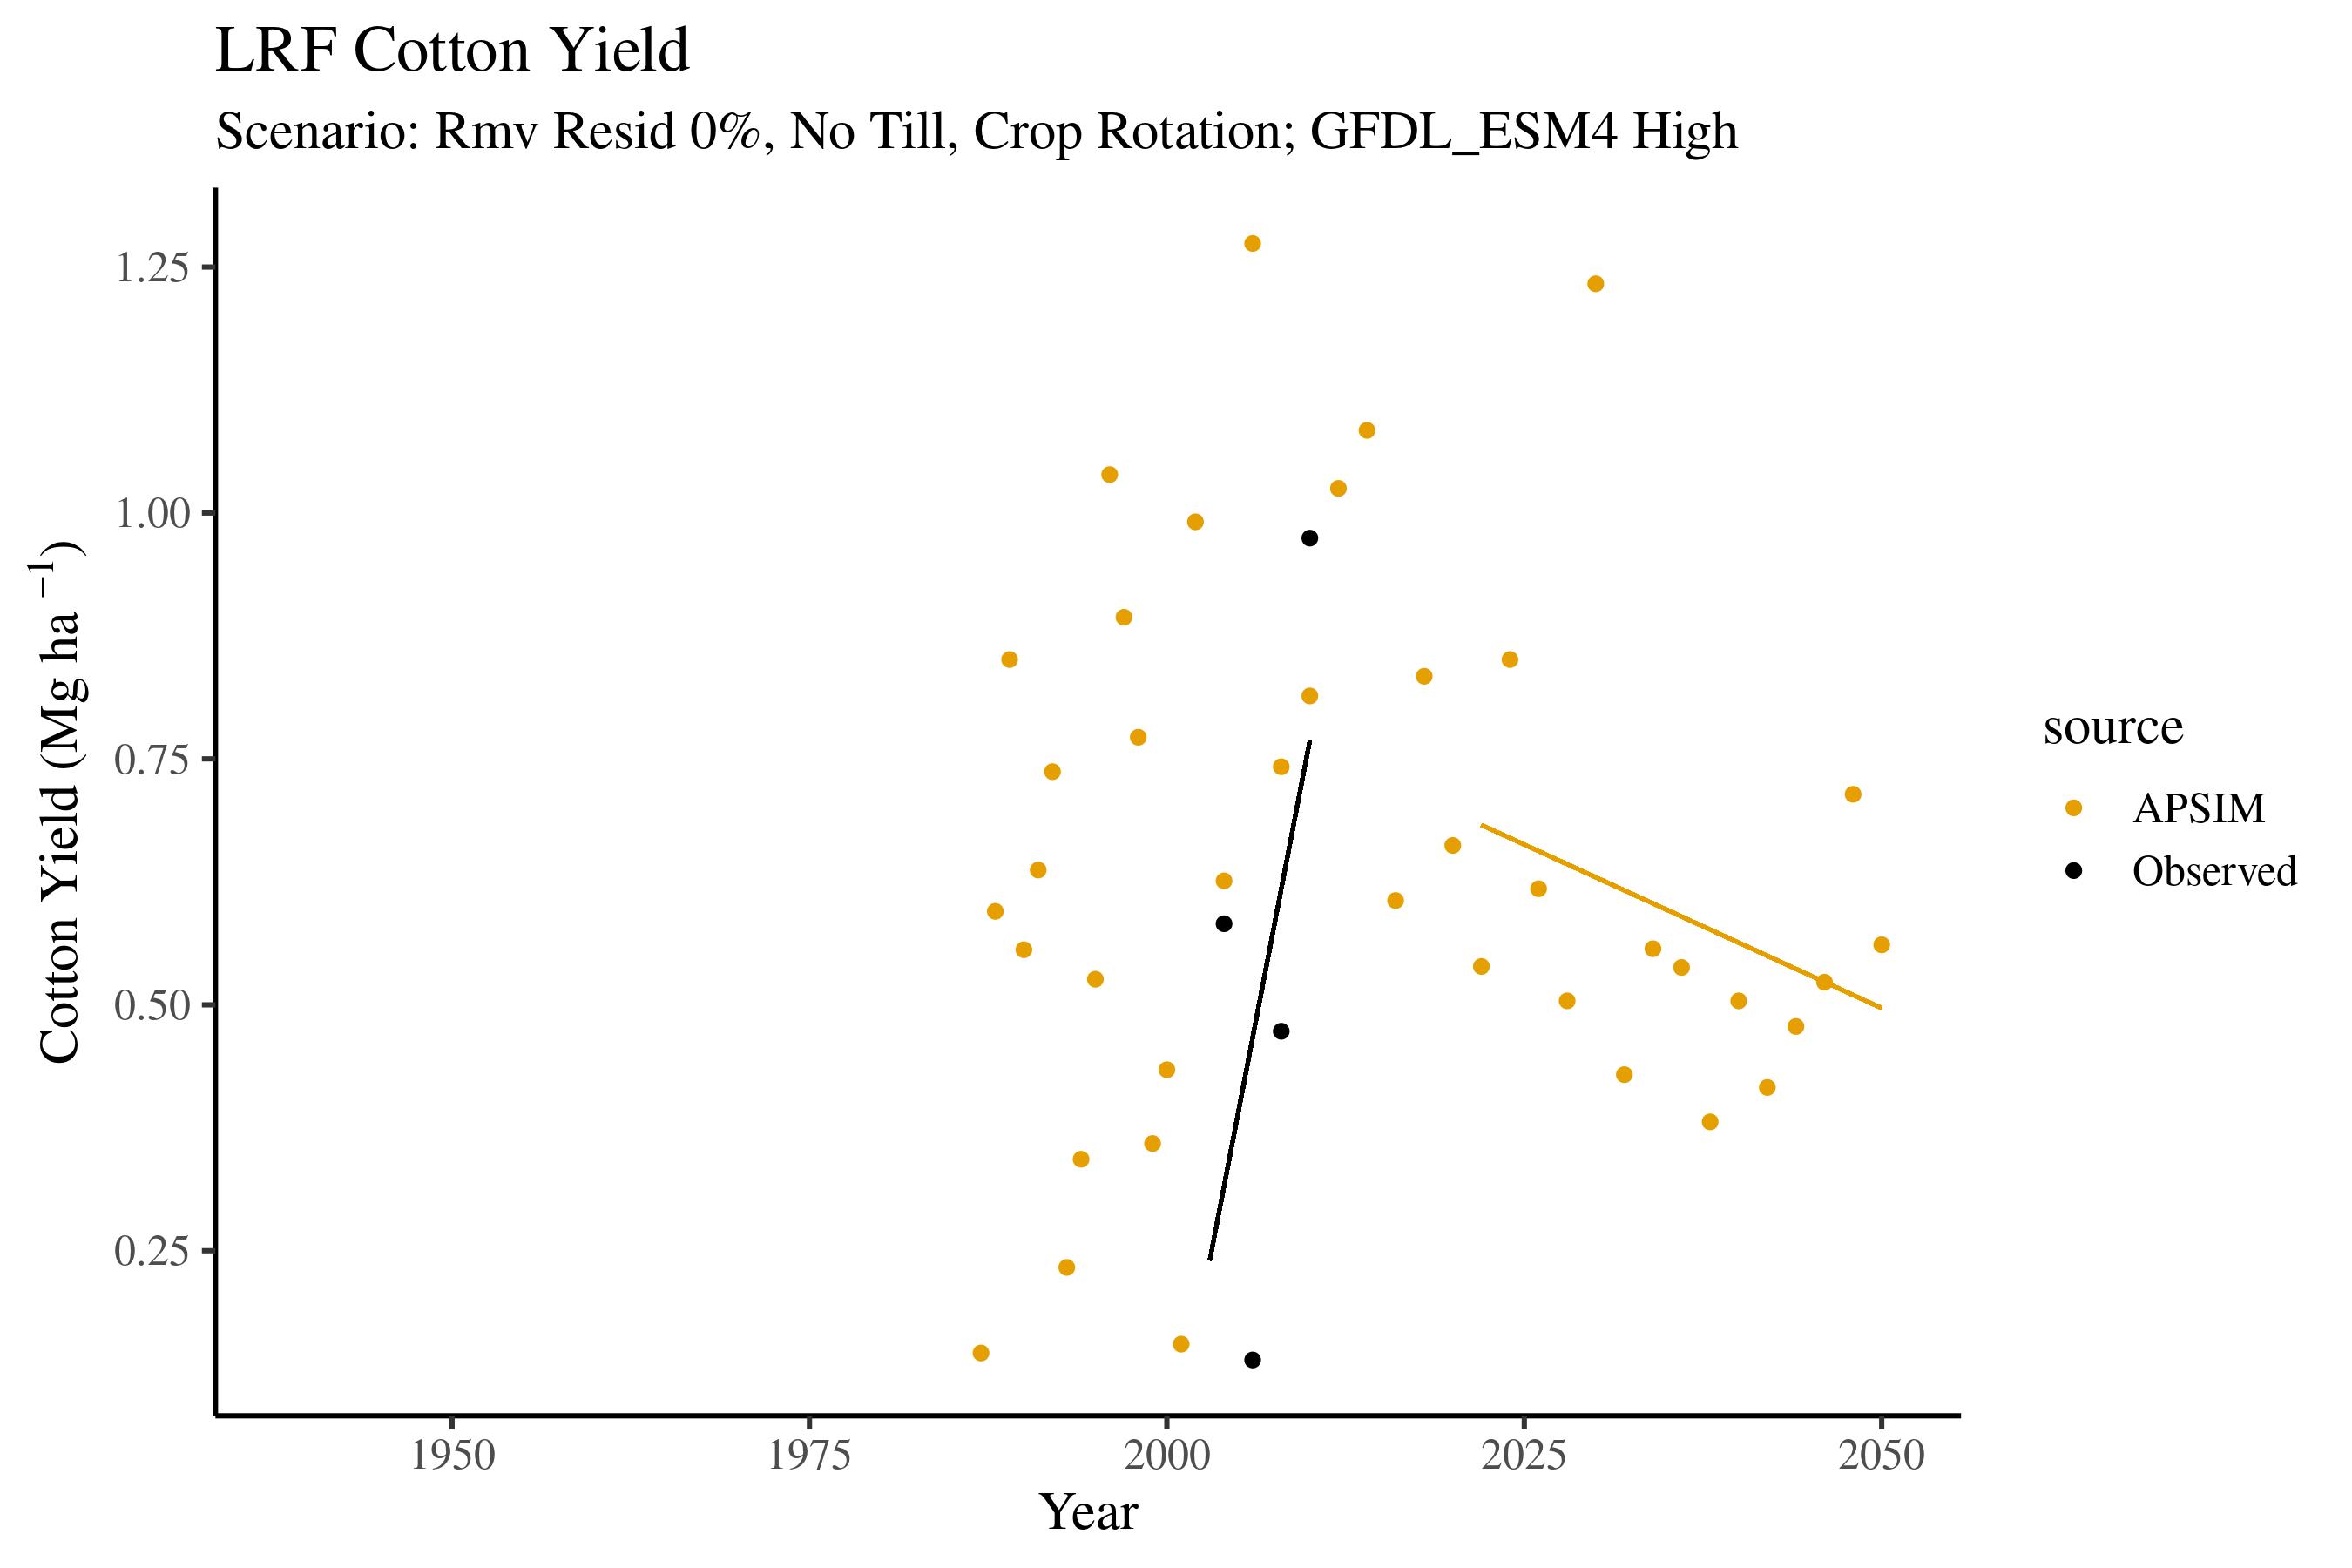 LRF Cotton Yield
Scenario: Rmv Resid 0%, No Till, Crop Rotation; GFDL_ESM4 High
Cotton Yield (Mg ha −1)
1.25
1.00
0.75
0.50
0.25
1950 1975 2000 2025 2050
Year
source
APSIM
Observed